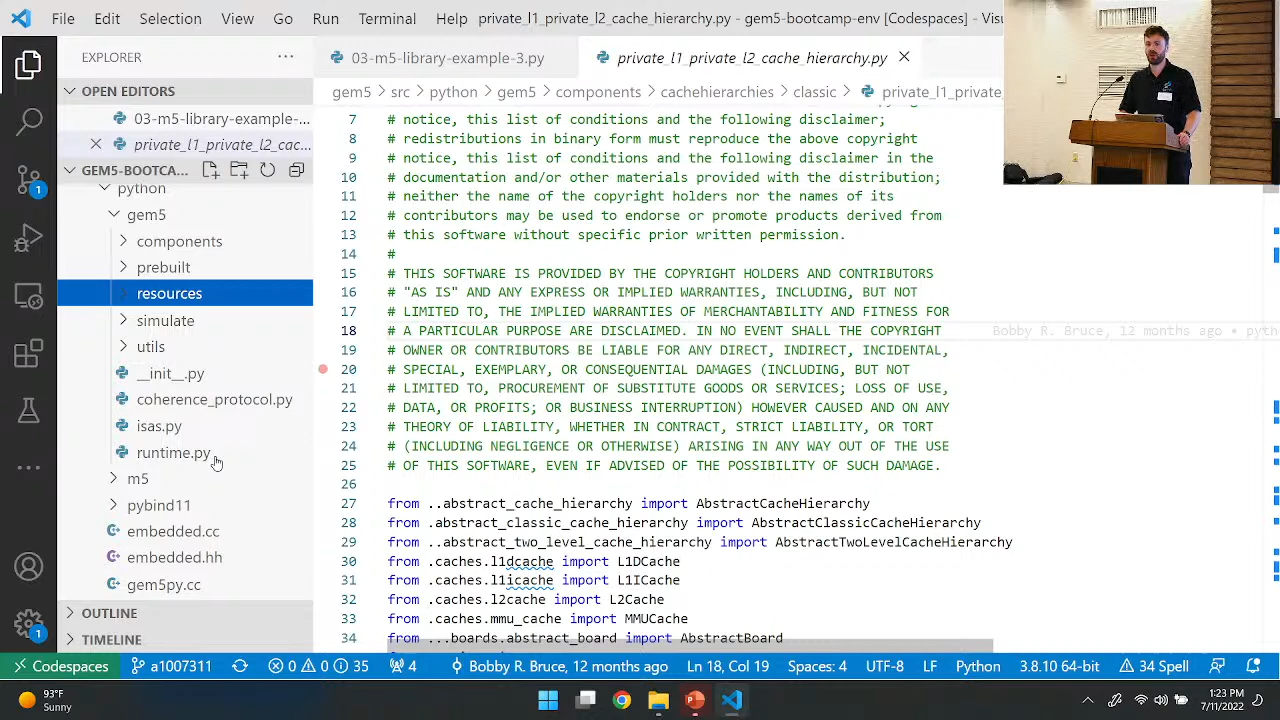 File Edit Selection View Go Run Terminal Help private_l1_private_l2_cache_hierarchy.py - gem5-bootcamp-env [Codespaces] - Visu
EXPLORER
OPEN EDITORS
03-m5-library-example-...
private_l1_private_l2_cac...
GEM5-BOOTCA...
python
gem5
components
prebuilt
resources
simulate
utils
__init__.py
coherence_protocol.py
isas.py
runtime.py
m5
pybind11
embedded.cc
embedded.hh
gem5py.cc
OUTLINE
TIMELINE
03-m5-library-example-3.py
private_l1_private_l2_cache_hierarchy.py
gem5 > src > python > gem5 > components > cachehierarchies > classic > private_l1_private_
7 # notice, this list of conditions and the following disclaimer;
8 # redistributions in binary form must reproduce the above copyright
9 # notice, this list of conditions and the following disclaimer in the
10 # documentation and/or other materials provided with the distribution;
11 # neither the name of the copyright holders nor the names of its
12 # contributors may be used to endorse or promote products derived from
13 # this software without specific prior written permission.
14 #
15 # THIS SOFTWARE IS PROVIDED BY THE COPYRIGHT HOLDERS AND CONTRIBUTORS
16 # "AS IS" AND ANY EXPRESS OR IMPLIED WARRANTIES, INCLUDING, BUT NOT
17 # LIMITED TO, THE IMPLIED WARRANTIES OF MERCHANTABILITY AND FITNESS FOR
18 # A PARTICULAR PURPOSE ARE DISCLAIMED. IN NO EVENT SHALL THE COPYRIGHT Bobby R. Bruce, 12 months ago • pyth
19 # OWNER OR CONTRIBUTORS BE LIABLE FOR ANY DIRECT, INDIRECT, INCIDENTAL,
20 # SPECIAL, EXEMPLARY, OR CONSEQUENTIAL DAMAGES (INCLUDING, BUT NOT
21 # LIMITED TO, PROCUREMENT OF SUBSTITUTE GOODS OR SERVICES; LOSS OF USE,
22 # DATA, OR PROFITS; OR BUSINESS INTERRUPTION) HOWEVER CAUSED AND ON ANY
23 # THEORY OF LIABILITY, WHETHER IN CONTRACT, STRICT LIABILITY, OR TORT
24 # (INCLUDING NEGLIGENCE OR OTHERWISE) ARISING IN ANY WAY OUT OF THE USE
25 # OF THIS SOFTWARE, EVEN IF ADVISED OF THE POSSIBILITY OF SUCH DAMAGE.
26
27 from ..abstract_cache_hierarchy import AbstractCacheHierarchy
28 from .abstract_classic_cache_hierarchy import AbstractClassicCacheHierarchy
29 from ..abstract_two_level_cache_hierarchy import AbstractTwoLevelCacheHierarchy
30 from .caches.l1dcache import L1DCache
31 from .caches.l1icache import L1ICache
32 from .caches.l2cache import L2Cache
33 from .caches.mmu_cache import MMUCache
34 from ...boards.abstract_board import AbstractBoard
1
1
Codespaces a1007311 0 0 35 4 Bobby R. Bruce, 12 months ago Ln 18, Col 19 Spaces: 4 UTF-8 LF Python 3.8.10 64-bit 34 Spell
93°F
Sunny
1:23 PM
7/11/2022